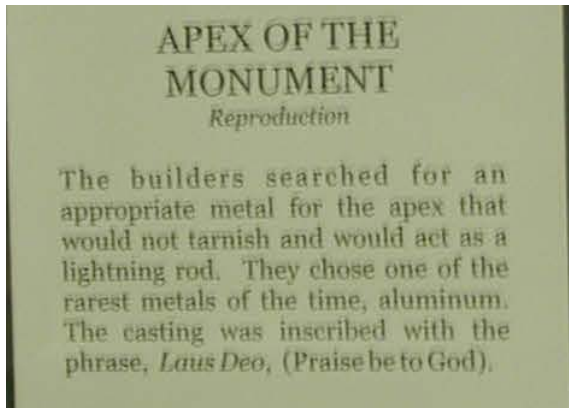 APEX OF THE
MONUMENT
Reproduction
The builders searched for an
appropriate metal for the apex that
would not tarnish and would act as a
lightning rod. They chose one of the
rarest metals of the time, aluminum.
The casting was inscribed with the
phrase, Laus Deo, (Praise be to God).